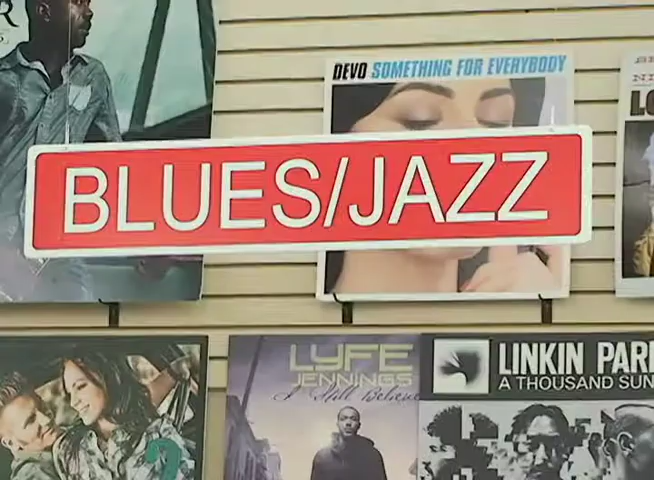 DEVO SOMETHING FOR EVERYBODY
BLUES/JAZZ
LYFE
JENNINGS
I Still Believe
LINKIN PAR
A THOUSAND SUN